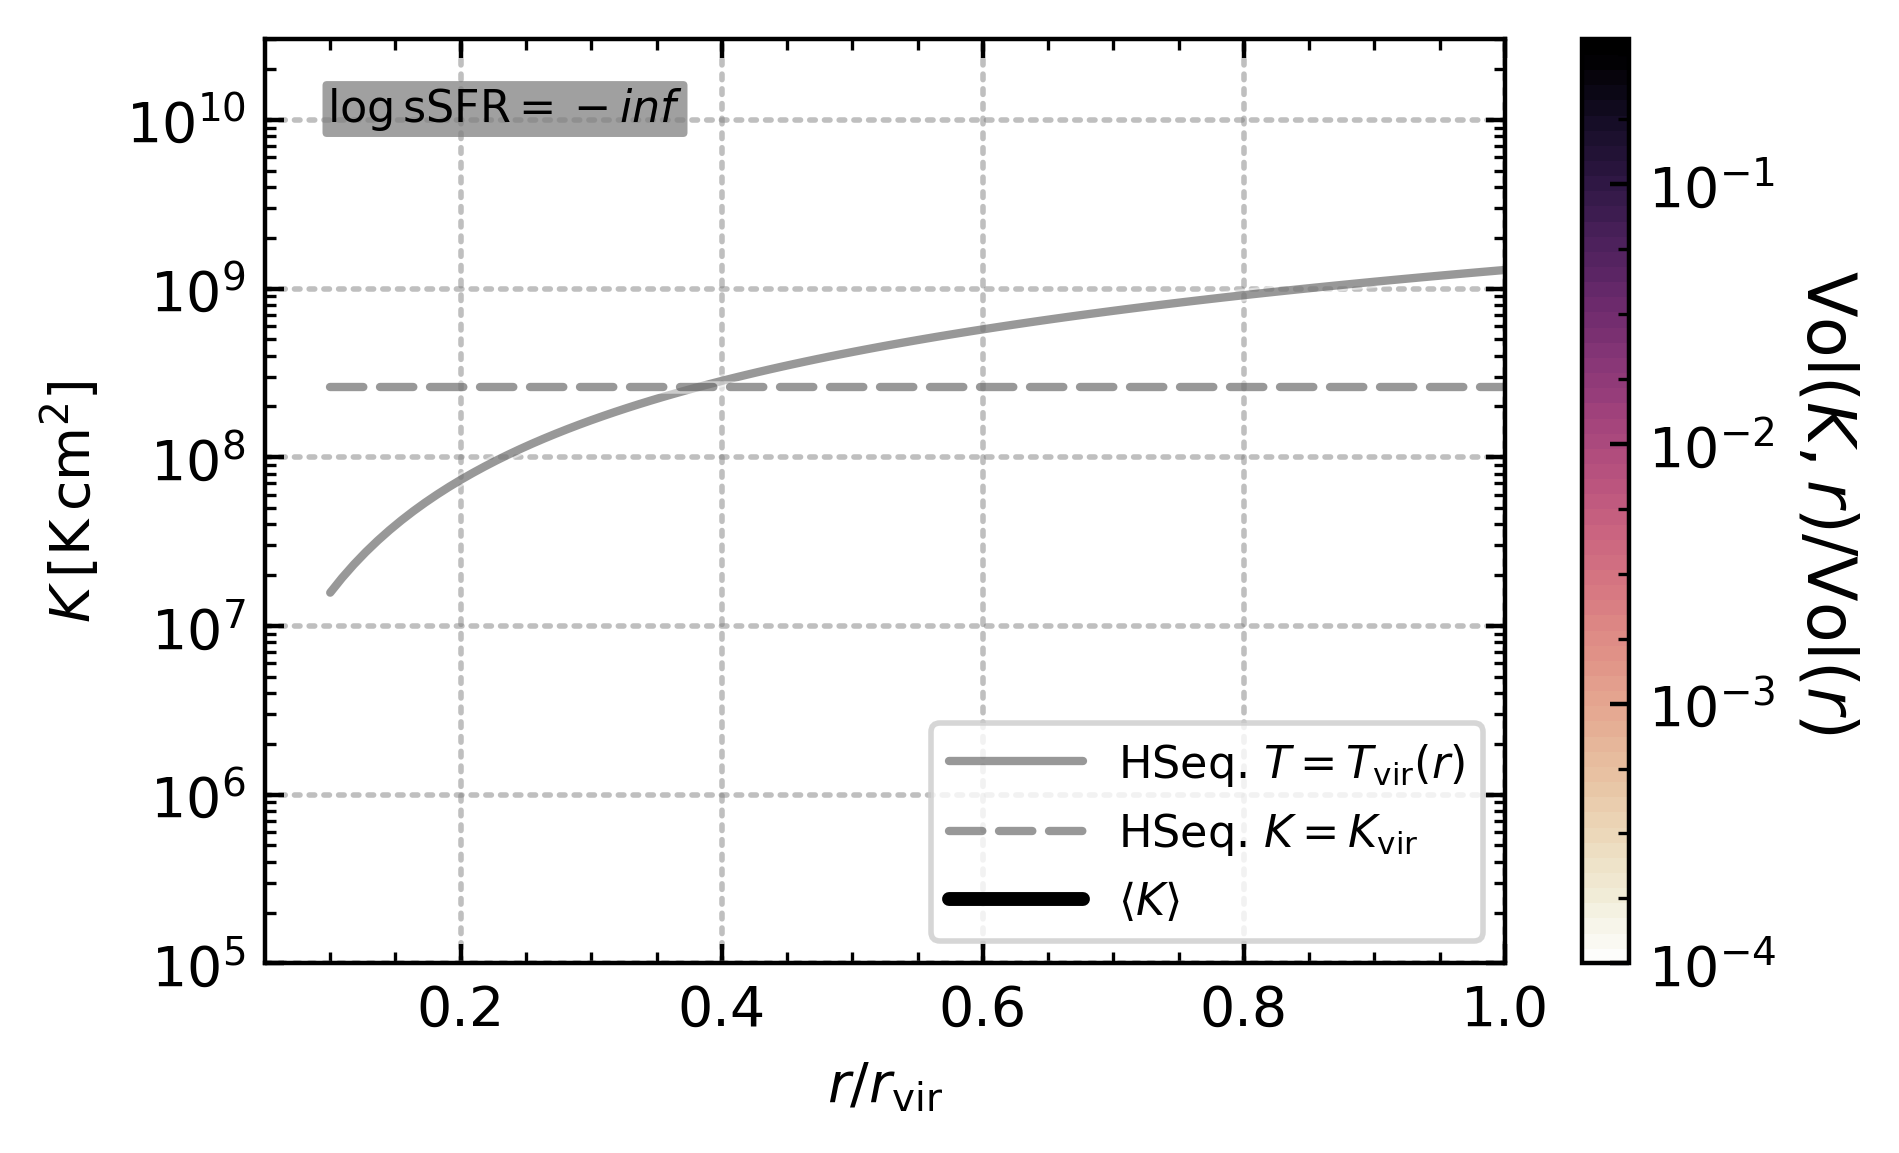 log sSFR = − inf
10^10
10^9
10^8
10^7
10^6
10^5
K [K cm^2]
0.2 0.4 0.6 0.8 1.0
r/r_vir
HSeq. T = T_vir(r)
HSeq. K = K_vir
⟨K⟩
10^−1
10^−2
10^−3
10^−4
Vol(K, r)/Vol(r)